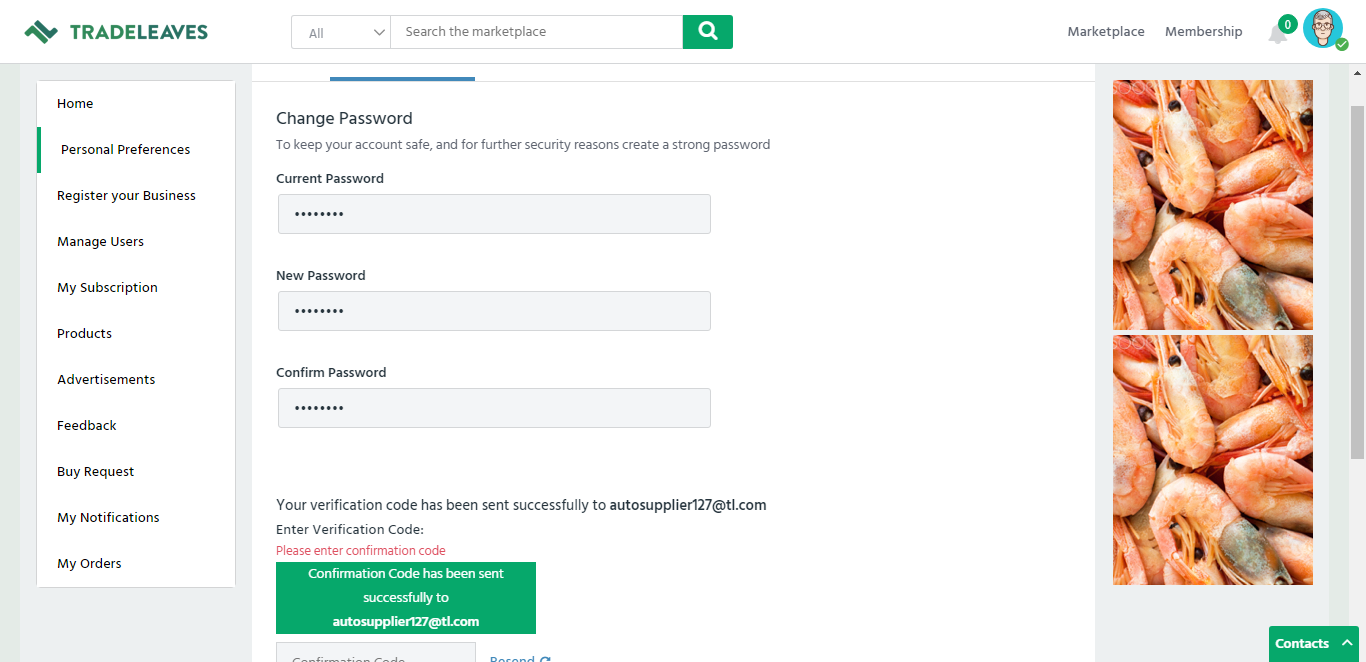 TRADELEAVES
All
Search the marketplace
Marketplace
Membership
0
Home
Personal Preferences
Register your Business
Manage Users
My Subscription
Products
Advertisements
Feedback
Buy Request
My Notifications
My Orders
Change Password
To keep your account safe, and for further security reasons create a strong password
Current Password
••••••••
New Password
••••••••
Confirm Password
••••••••
Your verification code has been sent successfully to autosupplier127@tl.com
Enter Verification Code:
Please enter confirmation code
Confirmation Code has been sent
successfully to
autosupplier127@tl.com
Confirmation Code
Resend
Contacts